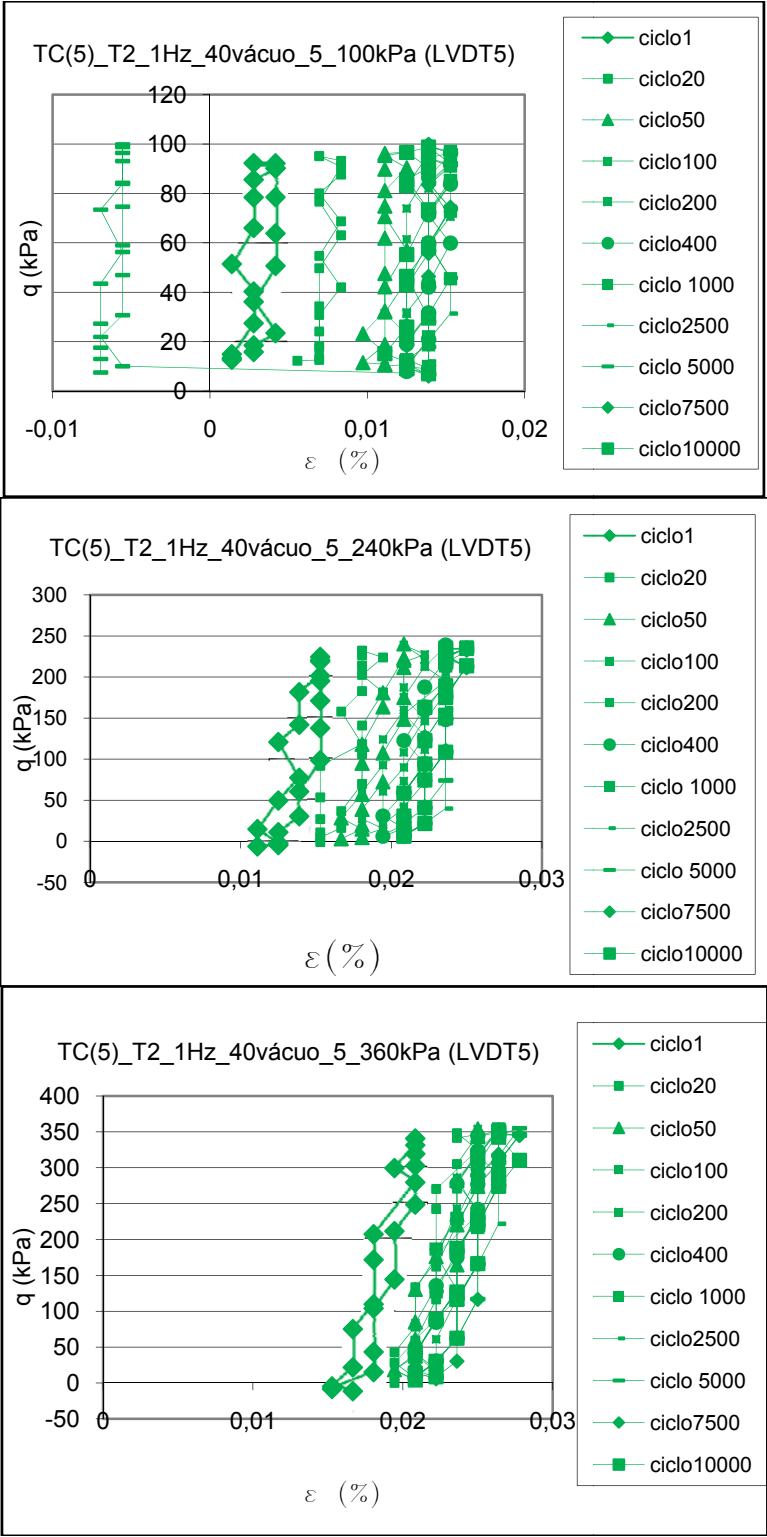 TC(5)_T2_1Hz_40vácuo_5_100kPa (LVDT5)
120
100
80
60
40
20
0
q (kPa)
-0,01
0
0,01
0,02
ε (%)
ciclo1
ciclo20
ciclo50
ciclo100
ciclo200
ciclo400
ciclo 1000
ciclo2500
ciclo 5000
ciclo7500
ciclo10000
TC(5)_T2_1Hz_40vácuo_5_240kPa (LVDT5)
300
250
200
150
100
50
0
-50
q (kPa)
0
0,01
0,02
0,03
ε(%)
ciclo1
ciclo20
ciclo50
ciclo100
ciclo200
ciclo400
ciclo 1000
ciclo2500
ciclo 5000
ciclo7500
ciclo10000
TC(5)_T2_1Hz_40vácuo_5_360kPa (LVDT5)
400
350
300
250
200
150
100
50
0
-50
q (kPa)
0
0,01
0,02
0,03
ε (%)
ciclo1
ciclo20
ciclo50
ciclo100
ciclo200
ciclo400
ciclo 1000
ciclo2500
ciclo 5000
ciclo7500
ciclo10000